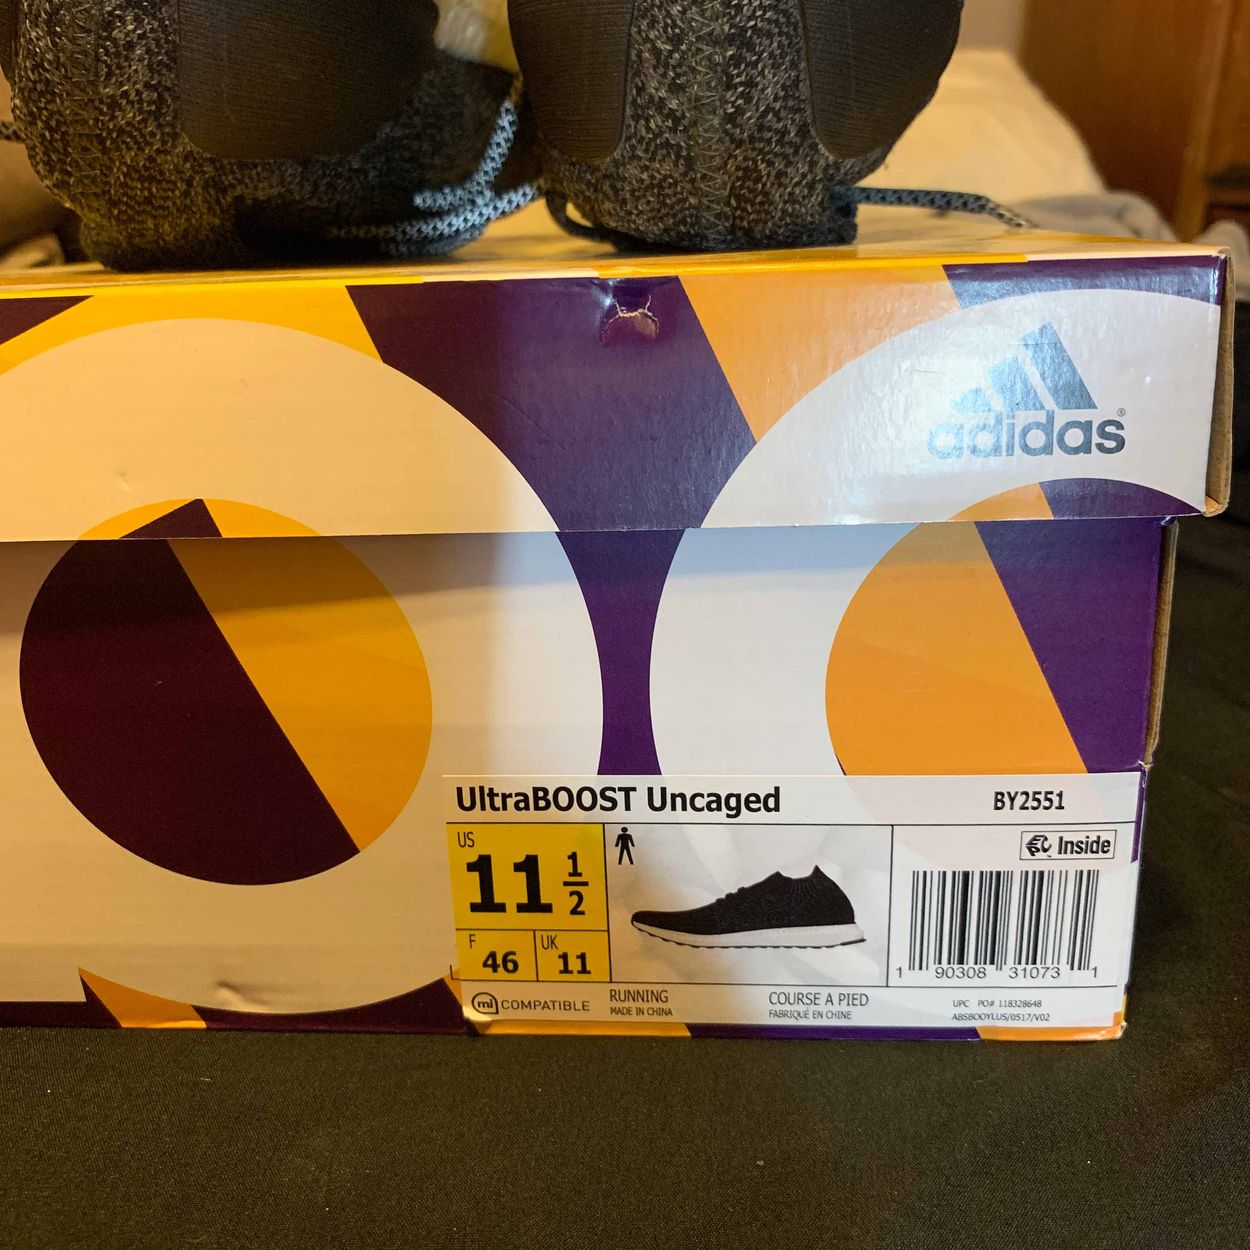 adidas®
UltraBOOST Uncaged BY2551
US
11 1/2
F 46 UK 11
Inside
1 90308 31073 1
mi COMPATIBLE
RUNNING COURSE A PIED
MADE IN CHINA FABRIQUÉ EN CHINE
UPC PO# 118328648
ABSBOOYLUS/0517/V02